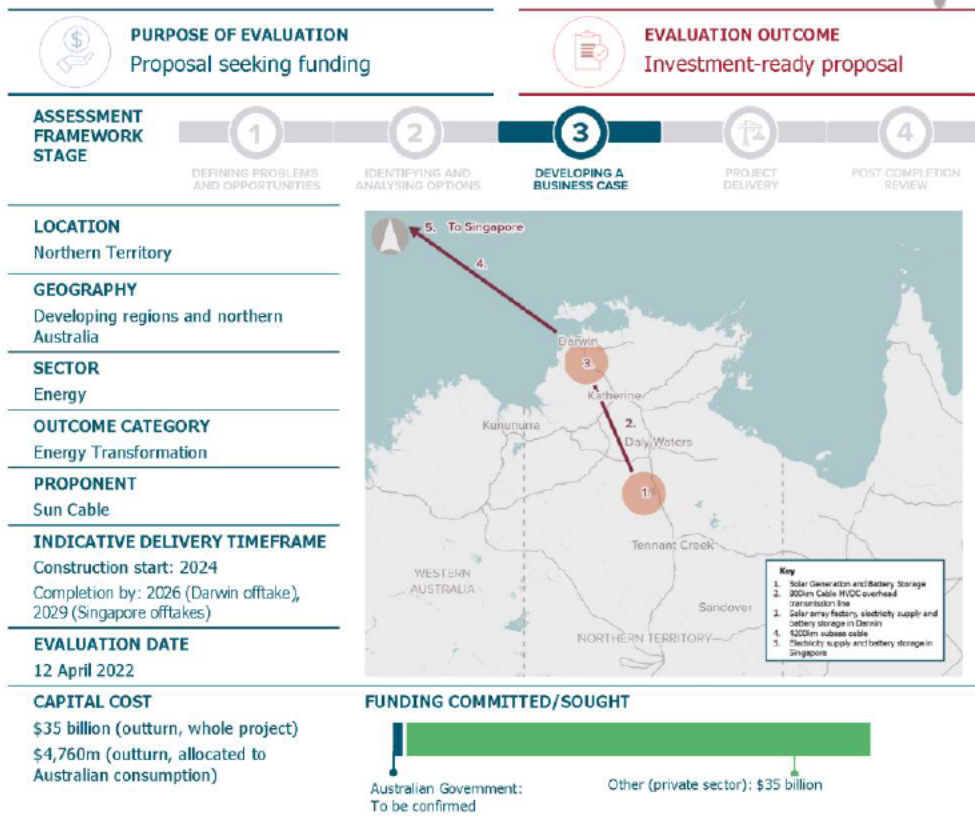 PURPOSE OF EVALUATION
Proposal seeking funding
EVALUATION OUTCOME
Investment-ready proposal
ASSESSMENT
FRAMEWORK
STAGE
1
2
3
4
DEFINING PROBLEMS
AND OPPORTUNITIES
IDENTIFYING AND
ANALYSING OPTIONS
DEVELOPING A
BUSINESS CASE
PROJECT
DELIVERY
POST COMPLETION
REVIEW
LOCATION
Northern Territory
GEOGRAPHY
Developing regions and northern
Australia
SECTOR
Energy
OUTCOME CATEGORY
Energy Transformation
PROPONENT
Sun Cable
INDICATIVE DELIVERY TIMEFRAME
Construction start: 2024
Completion by: 2026 (Darwin offtake),
2029 (Singapore offtakes)
EVALUATION DATE
12 April 2022
CAPITAL COST
$35 billion (outturn, whole project)
$4,760m (outturn, allocated to
Australian consumption)
5. To Singapore
4.
Darwin
3.
Katherine
2.
Kununurra
Daly Waters
1.
Tennant Creek
WESTERN
AUSTRALIA
Sandover
NORTHERN TERRITORY
Key
1. Solar Generation and Battery Storage
2. 800km Cable HVDC overhead
transmission line
3. Solar array factory, electricity supply and
battery storage in Darwin
4. 4200km subsea cable
5. Electricity supply and battery storage in
Singapore
FUNDING COMMITTED/SOUGHT
Australian Government:
To be confirmed
Other (private sector): $35 billion